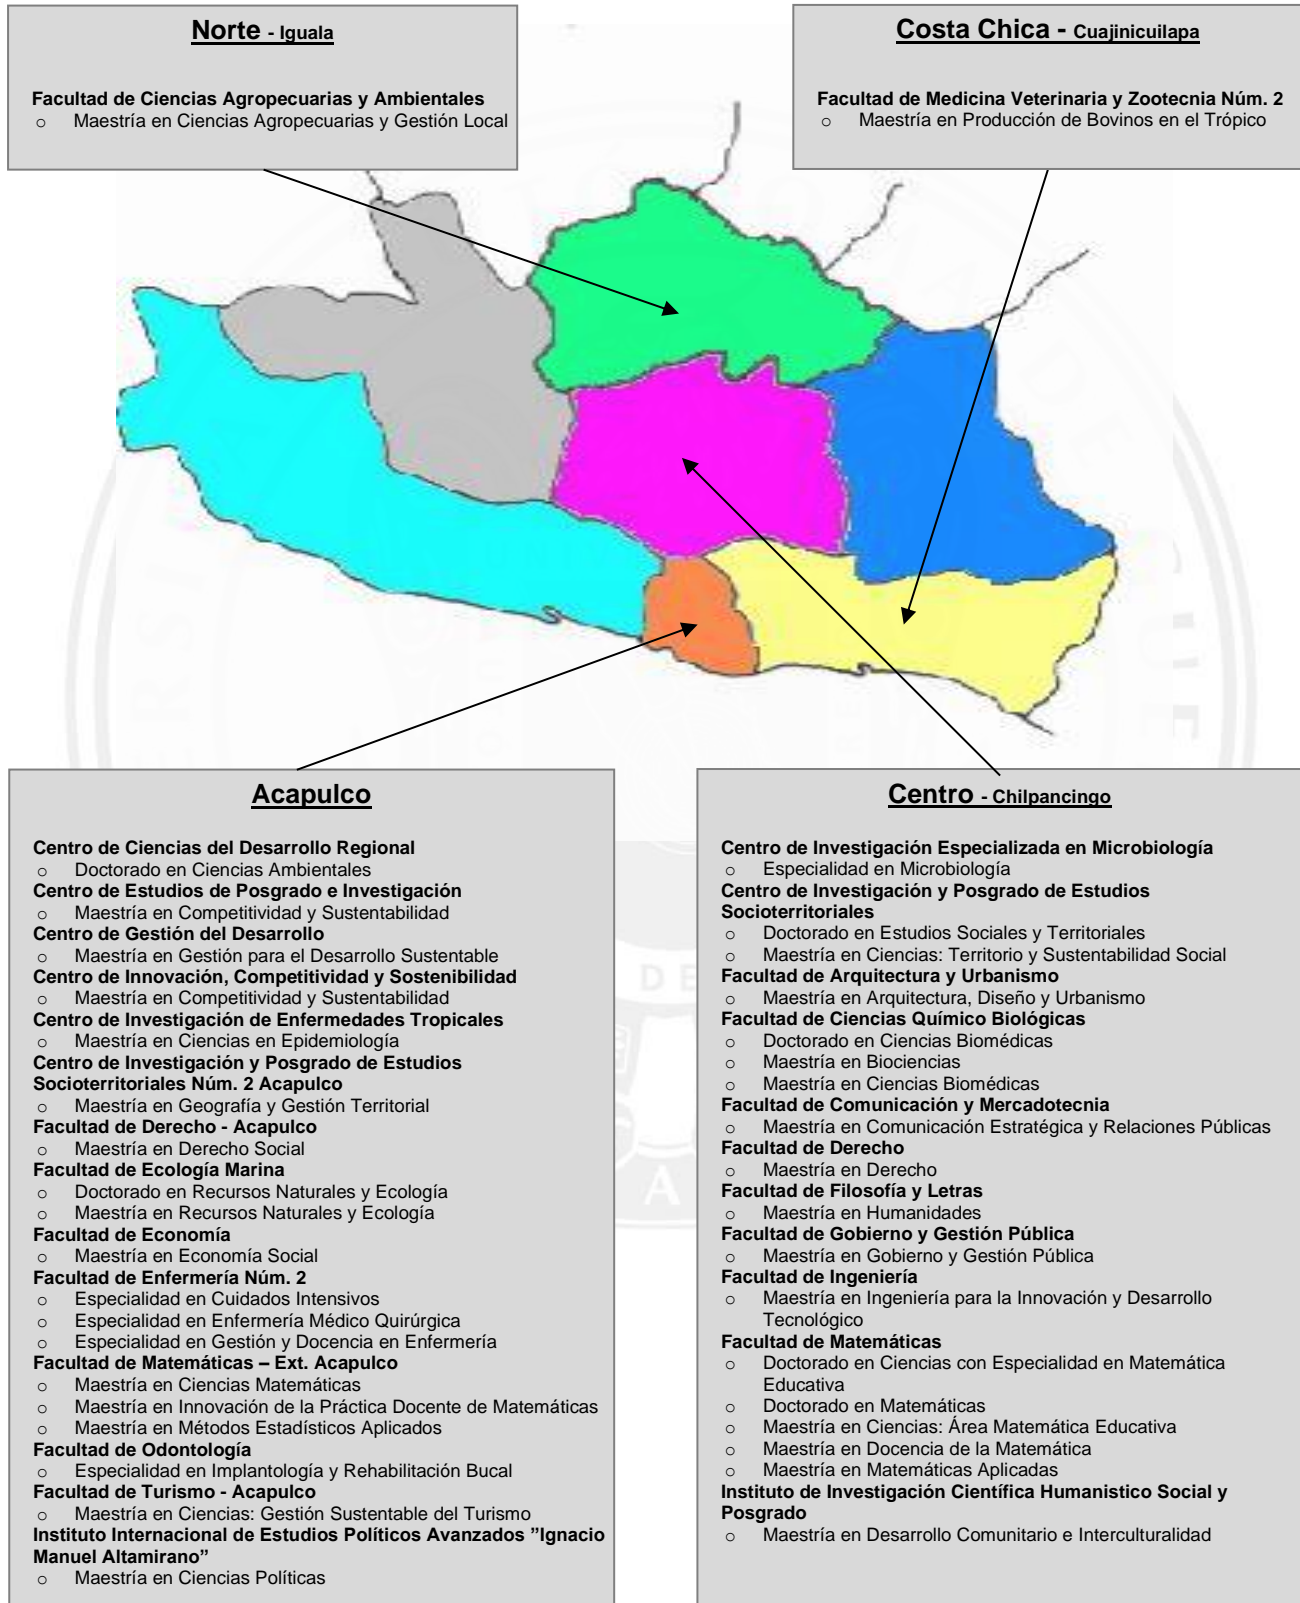 Norte - Iguala
Facultad de Ciencias Agropecuarias y Ambientales
o Maestría en Ciencias Agropecuarias y Gestión Local
Costa Chica - Cuajinicuilapa
Facultad de Medicina Veterinaria y Zootecnia Núm. 2
o Maestría en Producción de Bovinos en el Trópico
Acapulco
Centro de Ciencias del Desarrollo Regional
o Doctorado en Ciencias Ambientales
Centro de Estudios de Posgrado e Investigación
o Maestría en Competitividad y Sustentabilidad
Centro de Gestión del Desarrollo
o Maestría en Gestión para el Desarrollo Sustentable
Centro de Innovación, Competitividad y Sostenibilidad
o Maestría en Competitividad y Sustentabilidad
Centro de Investigación de Enfermedades Tropicales
o Maestría en Ciencias en Epidemiología
Centro de Investigación y Posgrado de Estudios
Socioterritoriales Núm. 2 Acapulco
o Maestría en Geografía y Gestión Territorial
Facultad de Derecho - Acapulco
o Maestría en Derecho Social
Facultad de Ecología Marina
o Doctorado en Recursos Naturales y Ecología
o Maestría en Recursos Naturales y Ecología
Facultad de Economía
o Maestría en Economía Social
Facultad de Enfermería Núm. 2
o Especialidad en Cuidados Intensivos
o Especialidad en Enfermería Médico Quirúrgica
o Especialidad en Gestión y Docencia en Enfermería
Facultad de Matemáticas – Ext. Acapulco
o Maestría en Ciencias Matemáticas
o Maestría en Innovación de la Práctica Docente de Matemáticas
o Maestría en Métodos Estadísticos Aplicados
Facultad de Odontología
o Especialidad en Implantología y Rehabilitación Bucal
Facultad de Turismo - Acapulco
o Maestría en Ciencias: Gestión Sustentable del Turismo
Instituto Internacional de Estudios Políticos Avanzados ”Ignacio
Manuel Altamirano”
o Maestría en Ciencias Políticas
Centro - Chilpancingo
Centro de Investigación Especializada en Microbiología
o Especialidad en Microbiología
Centro de Investigación y Posgrado de Estudios
Socioterritoriales
o Doctorado en Estudios Sociales y Territoriales
o Maestría en Ciencias: Territorio y Sustentabilidad Social
Facultad de Arquitectura y Urbanismo
o Maestría en Arquitectura, Diseño y Urbanismo
Facultad de Ciencias Químico Biológicas
o Doctorado en Ciencias Biomédicas
o Maestría en Biociencias
o Maestría en Ciencias Biomédicas
Facultad de Comunicación y Mercadotecnia
o Maestría en Comunicación Estratégica y Relaciones Públicas
Facultad de Derecho
o Maestría en Derecho
Facultad de Filosofía y Letras
o Maestría en Humanidades
Facultad de Gobierno y Gestión Pública
o Maestría en Gobierno y Gestión Pública
Facultad de Ingeniería
o Maestría en Ingeniería para la Innovación y Desarrollo
Tecnológico
Facultad de Matemáticas
o Doctorado en Ciencias con Especialidad en Matemática
Educativa
o Doctorado en Matemáticas
o Maestría en Ciencias: Área Matemática Educativa
o Maestría en Docencia de la Matemática
o Maestría en Matemáticas Aplicadas
Instituto de Investigación Científica Humanistico Social y
Posgrado
o Maestría en Desarrollo Comunitario e Interculturalidad